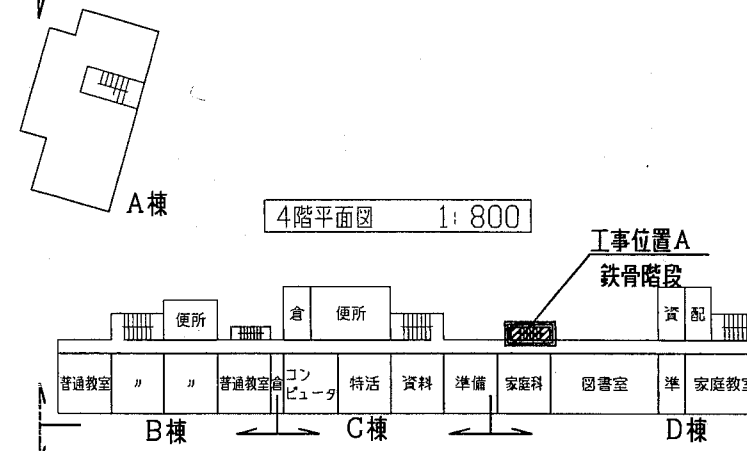 A棟
4階平面図 1:800
工事位置A
鉄骨階段
便所
倉
便所
資
配
普通教室
〃
〃
普通教室
倉
コン
ピュータ
特活
資料
準備
家庭科
図書室
準
家庭教室
B棟
C棟
D棟